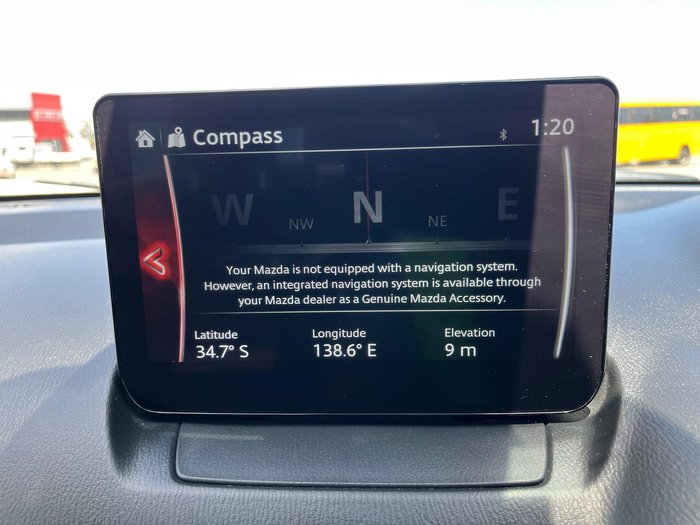 Compass
1:20
W NW N NE E
Your Mazda is not equipped with a navigation system.
However, an integrated navigation system is available through
your Mazda dealer as a Genuine Mazda Accessory.
Latitude Longitude Elevation
34.7° S 138.6° E 9 m